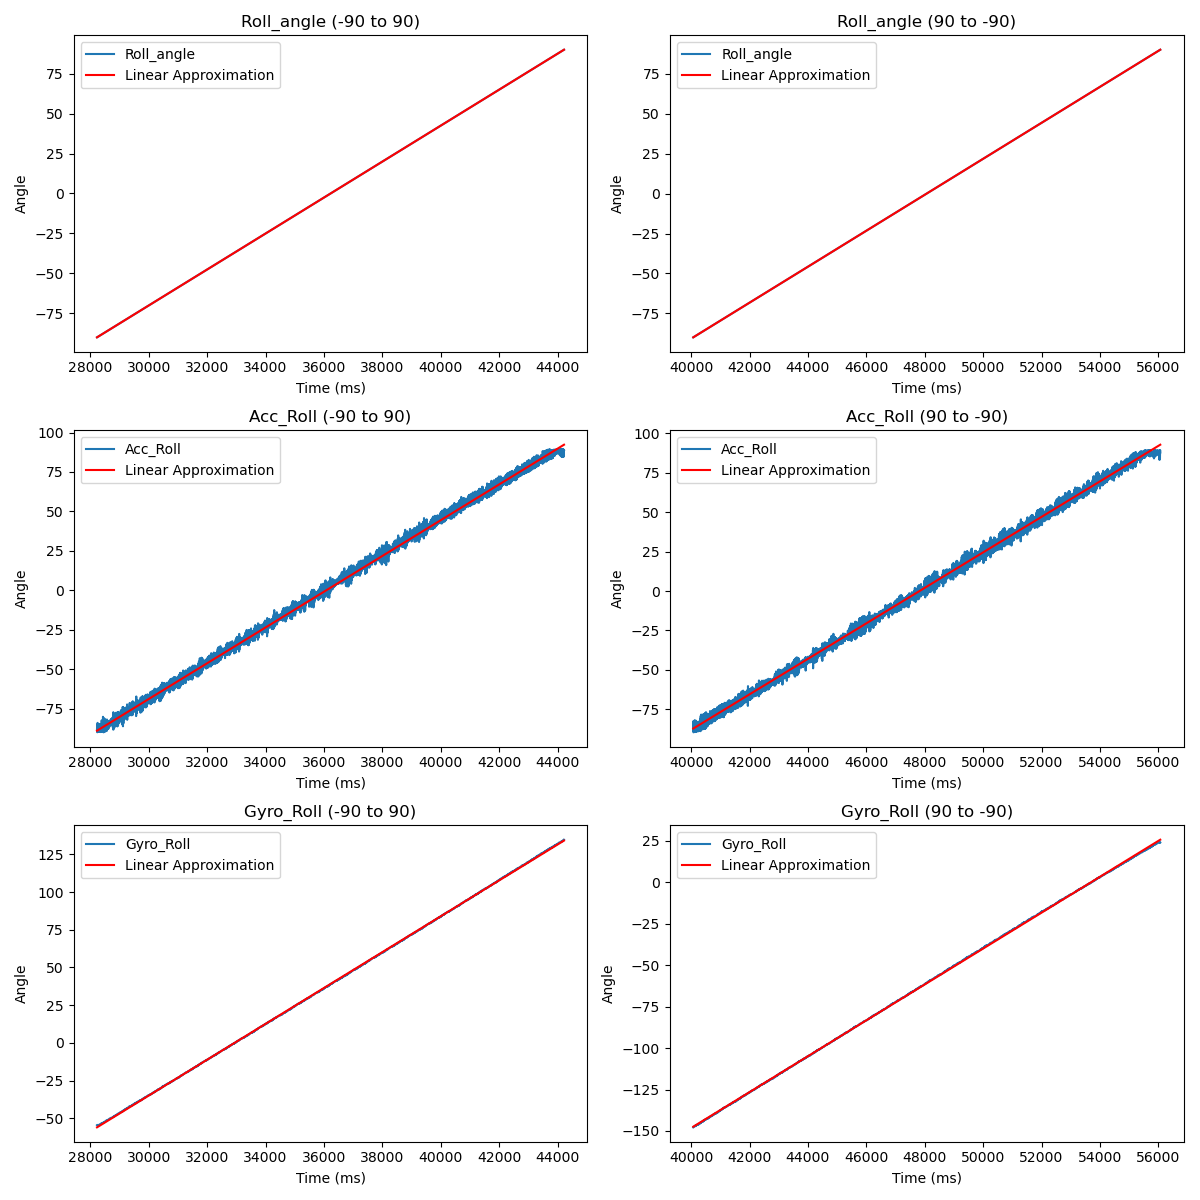 Roll_angle (-90 to 90)
Roll_angle
Linear Approximation
75
50
25
0
−25
−50
−75
Angle
28000 30000 32000 34000 36000 38000 40000 42000 44000
Time (ms)
Roll_angle (90 to -90)
Roll_angle
Linear Approximation
75
50
25
0
−25
−50
−75
Angle
40000 42000 44000 46000 48000 50000 52000 54000 56000
Time (ms)
Acc_Roll (-90 to 90)
Acc_Roll
Linear Approximation
100
75
50
25
0
−25
−50
−75
Angle
28000 30000 32000 34000 36000 38000 40000 42000 44000
Time (ms)
Acc_Roll (90 to -90)
Acc_Roll
Linear Approximation
100
75
50
25
0
−25
−50
−75
Angle
40000 42000 44000 46000 48000 50000 52000 54000 56000
Time (ms)
Gyro_Roll (-90 to 90)
Gyro_Roll
Linear Approximation
125
100
75
50
25
0
−25
−50
Angle
28000 30000 32000 34000 36000 38000 40000 42000 44000
Time (ms)
Gyro_Roll (90 to -90)
Gyro_Roll
Linear Approximation
25
0
−25
−50
−75
−100
−125
−150
Angle
40000 42000 44000 46000 48000 50000 52000 54000 56000
Time (ms)